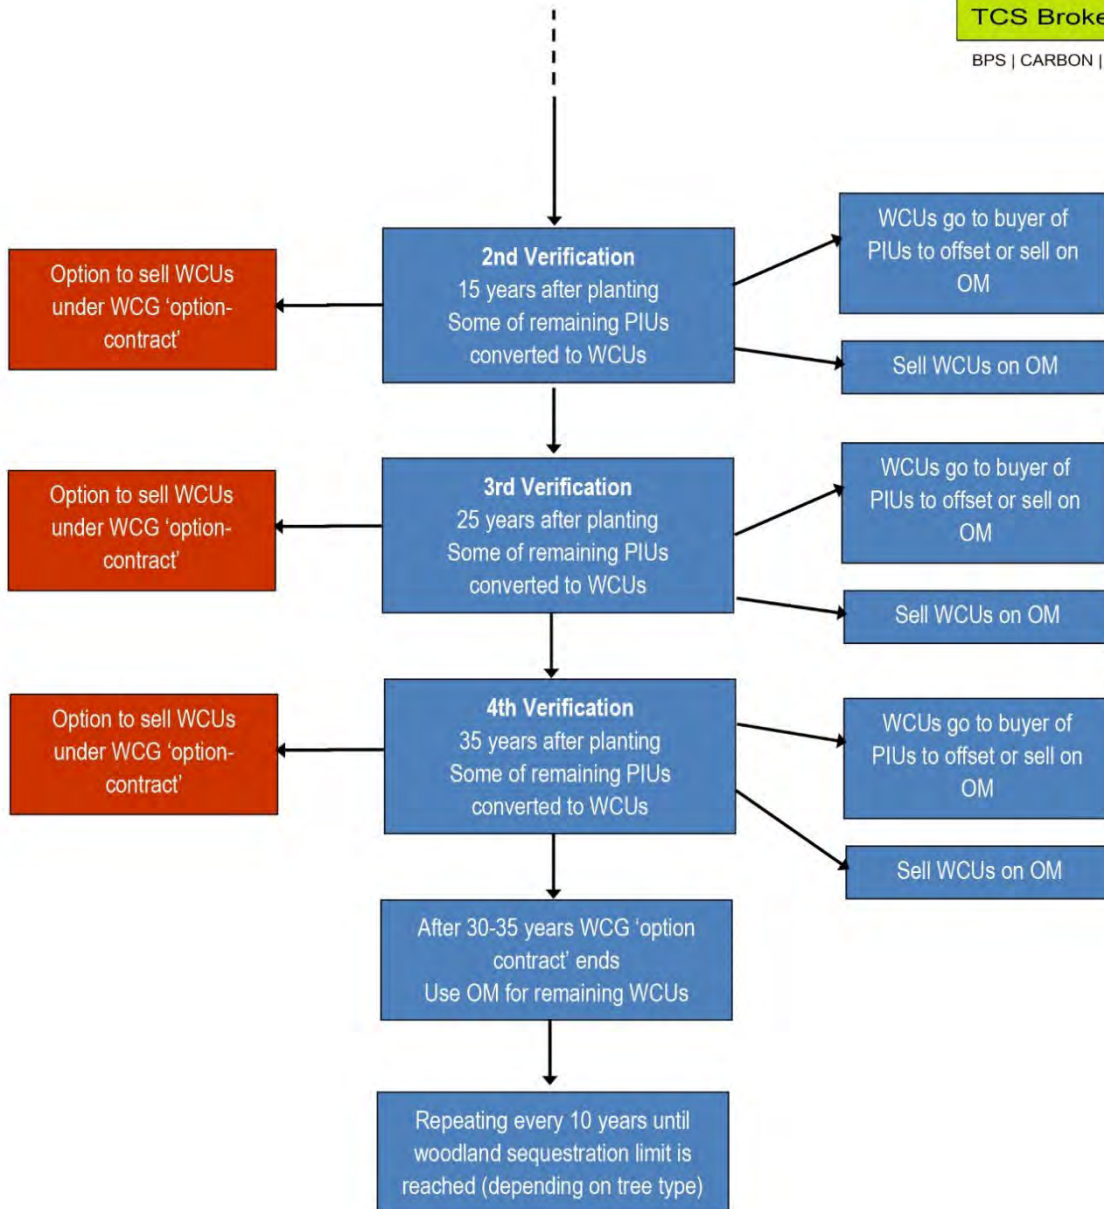 TCS Broke
BPS | CARBON |
2nd Verification
15 years after planting
Some of remaining PIUs
converted to WCUs
Option to sell WCUs
under WCG ‘option-
contract’
WCUs go to buyer of
PIUs to offset or sell on
OM
Sell WCUs on OM
3rd Verification
25 years after planting
Some of remaining PIUs
converted to WCUs
Option to sell WCUs
under WCG ‘option-
contract’
WCUs go to buyer of
PIUs to offset or sell on
OM
Sell WCUs on OM
4th Verification
35 years after planting
Some of remaining PIUs
converted to WCUs
Option to sell WCUs
under WCG ‘option-
contract’
WCUs go to buyer of
PIUs to offset or sell on
OM
Sell WCUs on OM
After 30-35 years WCG ‘option
contract’ ends
Use OM for remaining WCUs
Repeating every 10 years until
woodland sequestration limit is
reached (depending on tree type)